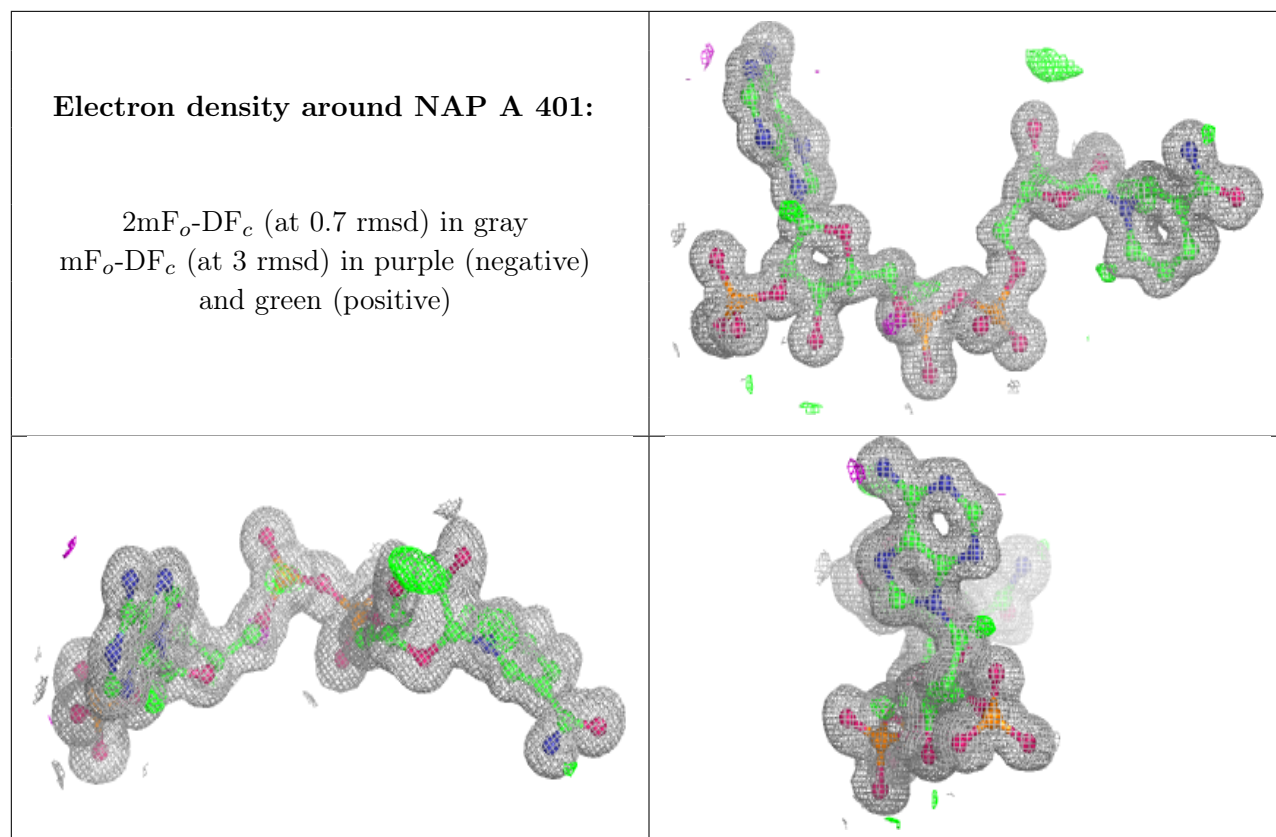 Electron density around NAP A 401:
2mFₒ-DF𝑐 (at 0.7 rmsd) in gray
mFₒ-DF𝑐 (at 3 rmsd) in purple (negative)
and green (positive)